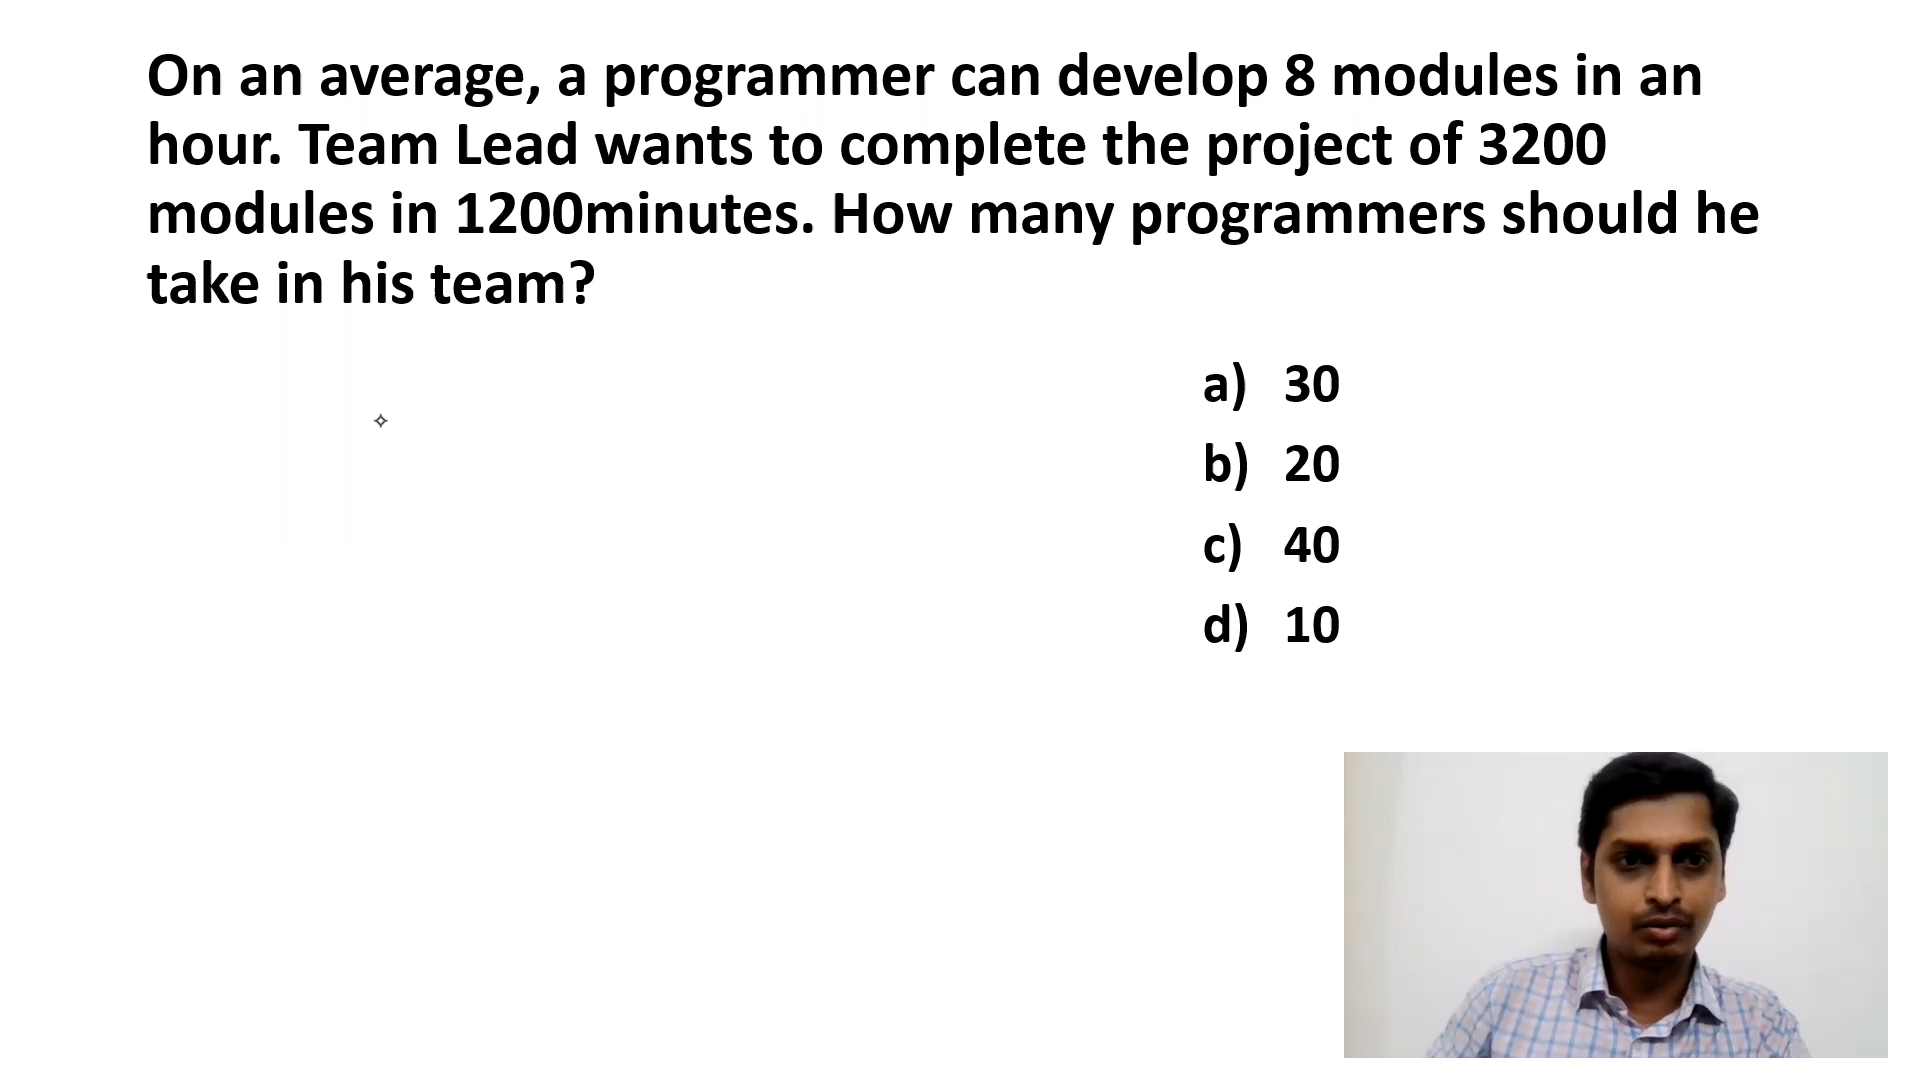 On an average, a programmer can develop 8 modules in an
hour. Team Lead wants to complete the project of 3200
modules in 1200minutes. How many programmers should he
take in his team?
a) 30
b) 20
c) 40
d) 10